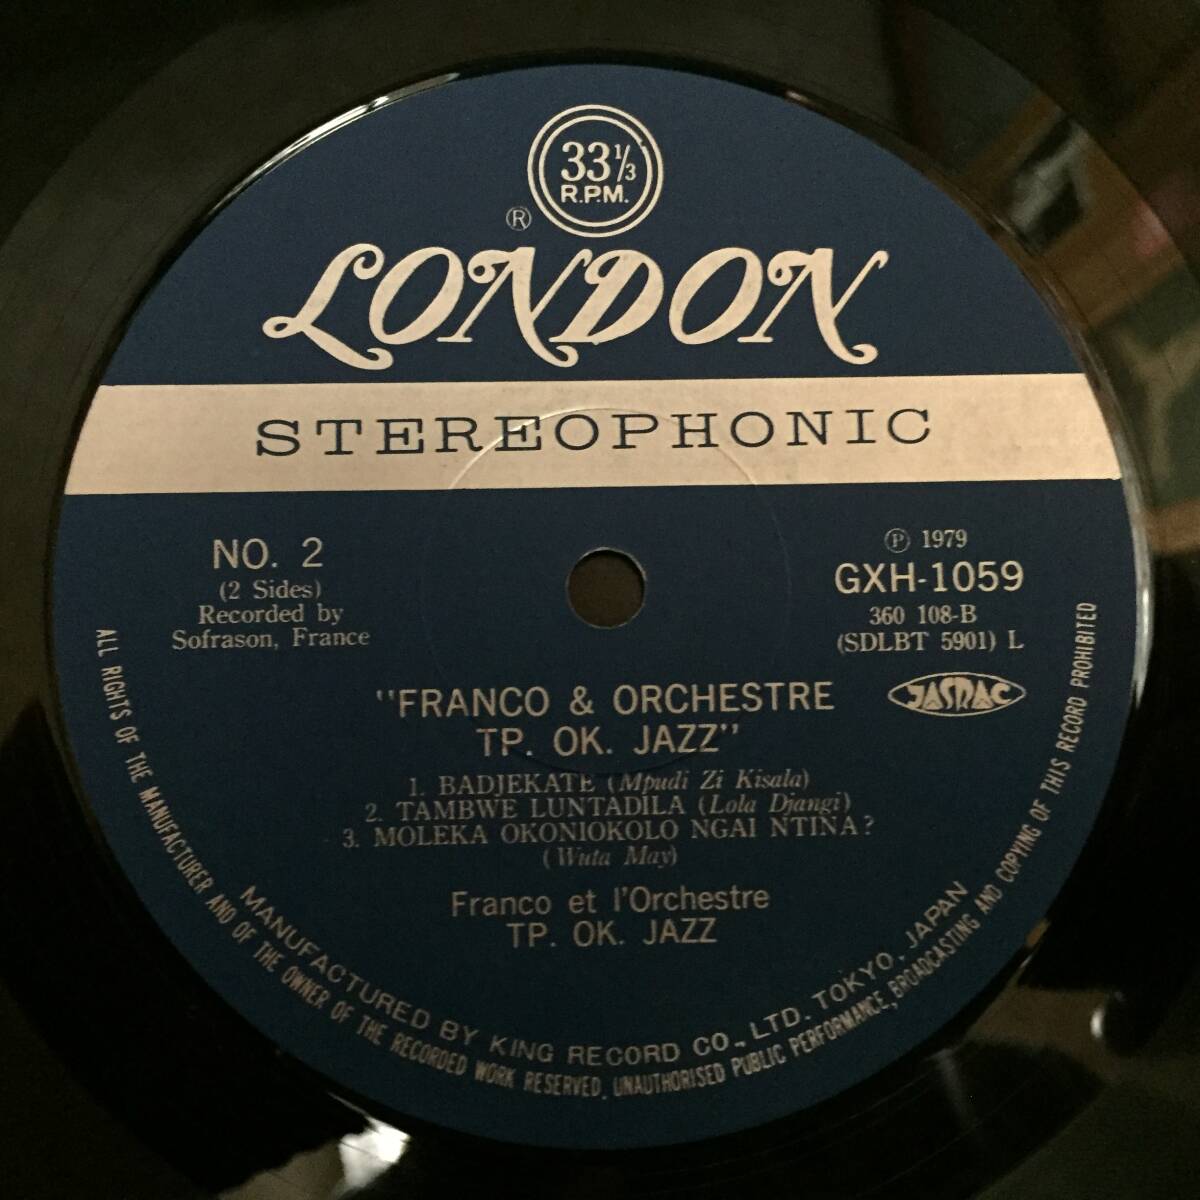 33 1/3
R.P.M.
®
LONDON
STEREOPHONIC
NO. 2
(2 Sides)
Recorded by
Sofrason, France
Ⓟ 1979
GXH-1059
360 108-B
(SDLBT 5901) L
JASRAC
"FRANCO & ORCHESTRE
TP. OK. JAZZ"
1. BADJEKATE (Mpudi Zi Kisala)
2. TAMBWE LUNTADILA (Lola Djangi)
3. MOLEKA OKONIOKOLO NGAI NTINA?
(Wuta May)
Franco et l'Orchestre
TP. OK. JAZZ
MANUFACTURED BY KING RECORD CO., LTD. TOKYO, JAPAN
ALL RIGHTS OF THE MANUFACTURER AND OF THE OWNER OF THE RECORDED WORK RESERVED. UNAUTHORISED PUBLIC PERFORMANCE, BROADCASTING AND COPYING OF THIS RECORD PROHIBITED